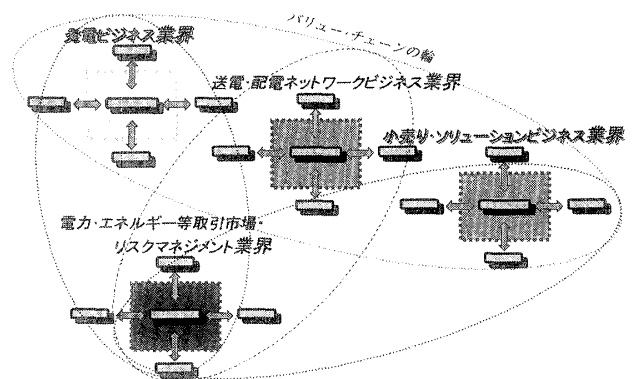 バリュー・チェーンの輪
発電ビジネス業界
送電・配電ネットワークビジネス業界
小売り・ソリューションビジネス業界
電力・エネルギー等取引市場・
リスクマネジメント業界